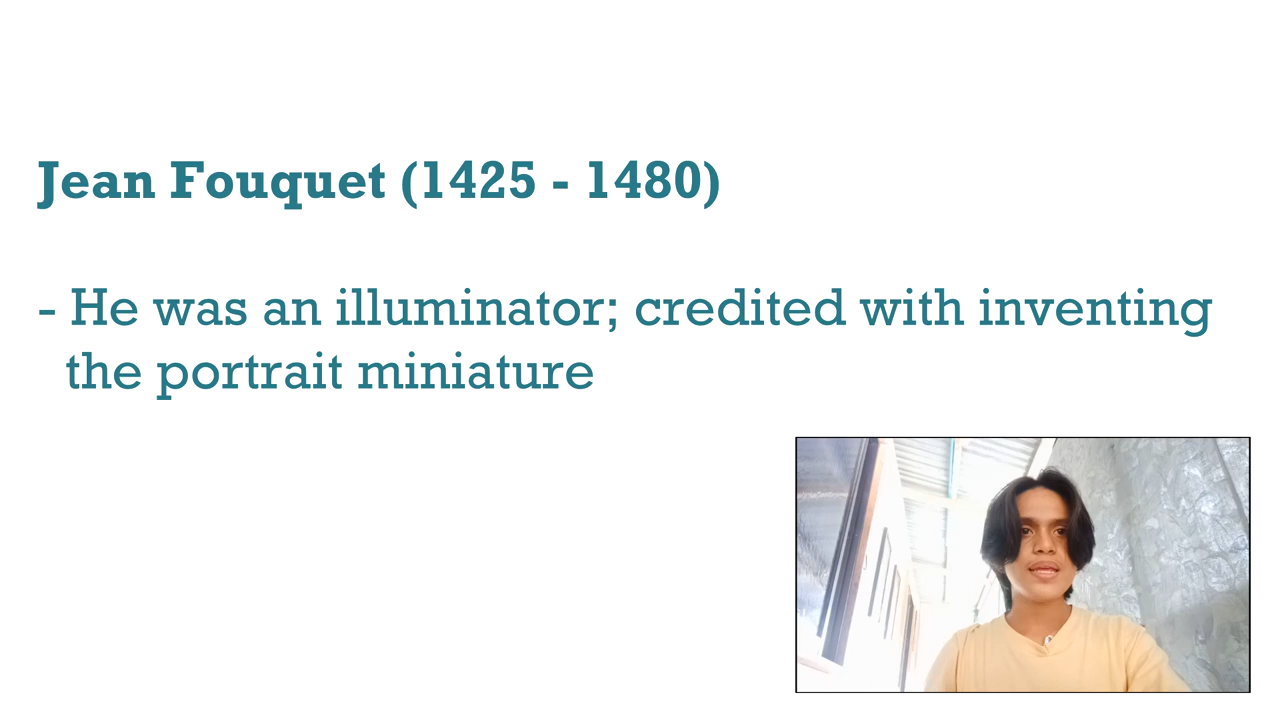 Jean Fouquet (1425 - 1480)
- He was an illuminator; credited with inventing
the portrait miniature